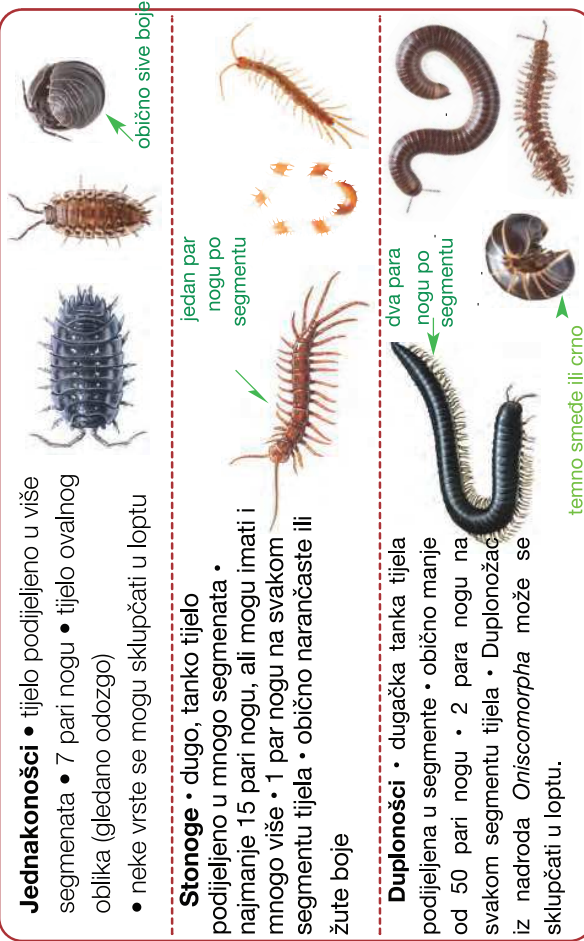 Jednakonošci • tijelo podijeljeno u više
segmenata • 7 pari nogu • tijelo ovalnog
oblika (gledano odozgo)
• neke vrste se mogu sklupčati u loptu
obično sive boje
Stonoge • dugo, tanko tijelo
podijeljeno u mnogo segmenata •
najmanje 15 pari nogu, ali mogu imati i
mnogo više • 1 par nogu na svakom
segmentu tijela • obično narančaste ili
žute boje
jedan par
nogu po
segmentu
Duplonošci • dugačka tanka tijela
podijeljena u segmente • obično manje
od 50 pari nogu • 2 para nogu na
svakom segmentu tijela • Duplonožac
iz nadroda Oniscomorpha može se
sklupčati u loptu.
dva para
nogu po
segmentu
temno smeđe ili crno